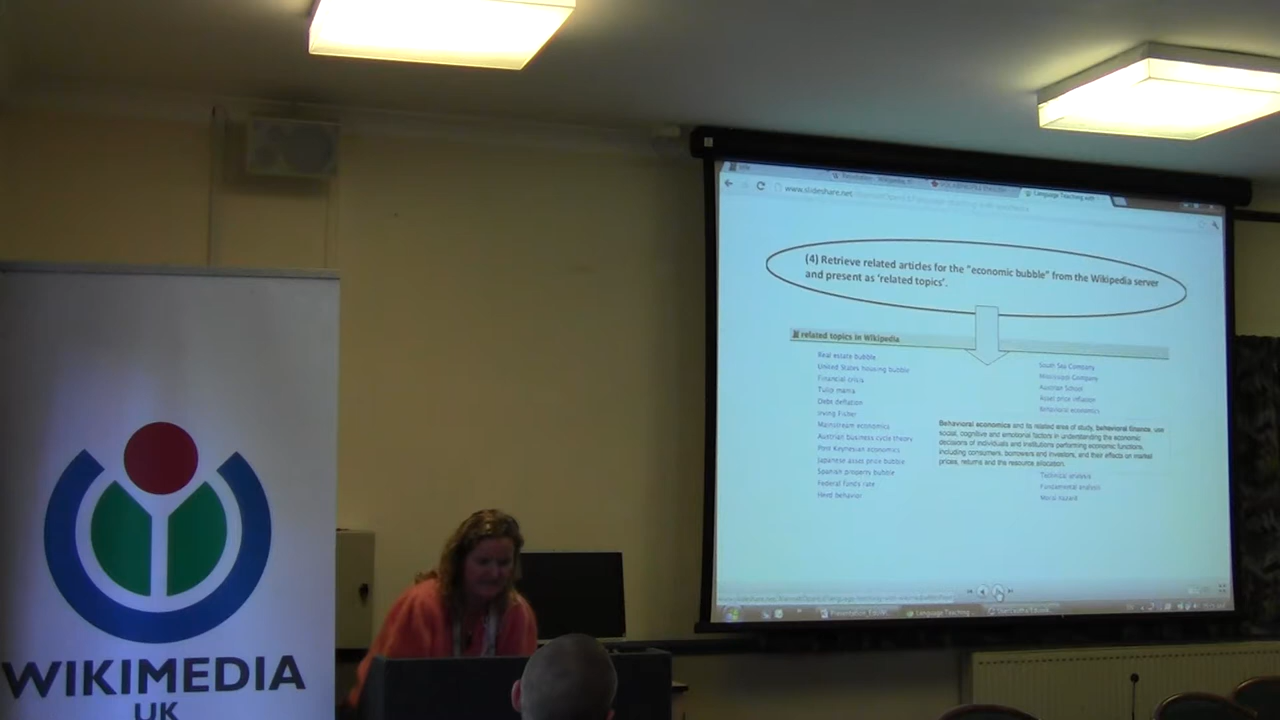 www.slideshare.net
Language Teaching with
(4) Retrieve related articles for the "economic bubble" from the Wikipedia server
and present as 'related topics'.
related topics in Wikipedia
Real estate bubble
United States housing bubble
Financial crisis
Tulip mania
Debt deflation
Irving Fisher
Mainstream economics
Austrian business cycle theory
Post Keynesian economics
Japanese asset price bubble
Spanish property bubble
Federal funds rate
Herd behavior
South Sea Company
Mississippi Company
Austrian School
Asset price inflation
Behavioral economics
Behavioral economics and its related area of study, behavioral finance, use
social, cognitive and emotional factors in understanding the economic
decisions of individuals and institutions performing economic functions,
including consumers, borrowers and investors, and their effects on market
prices, returns and the resource allocation.
Technical analysis
Fundamental analysis
Moral hazard
WIKIMEDIA
UK